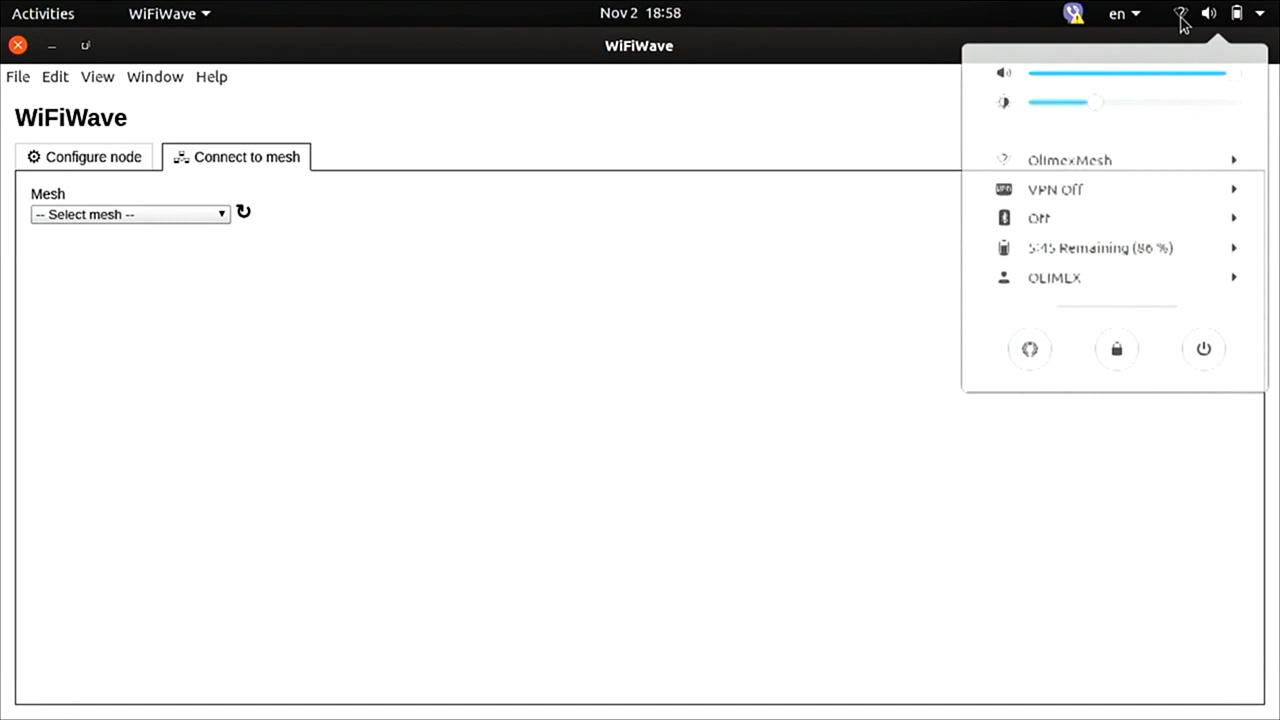 Activities WiFiWave Nov 2 18:58 en
WiFiWave
File Edit View Window Help
WiFiWave
Configure node Connect to mesh
Mesh
-- Select mesh --
OlimexMesh
VPN Off
Off
5:45 Remaining (86 %)
OLIMEX